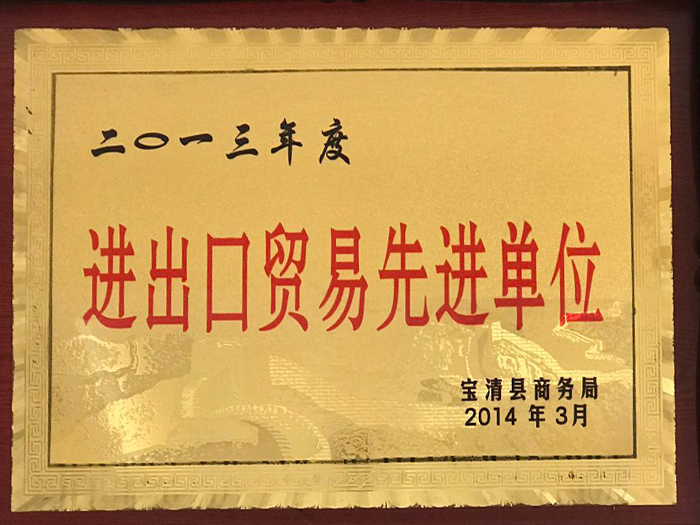 二〇一三年度
进出口贸易先进单位
宝清县商务局
2014 年 3月